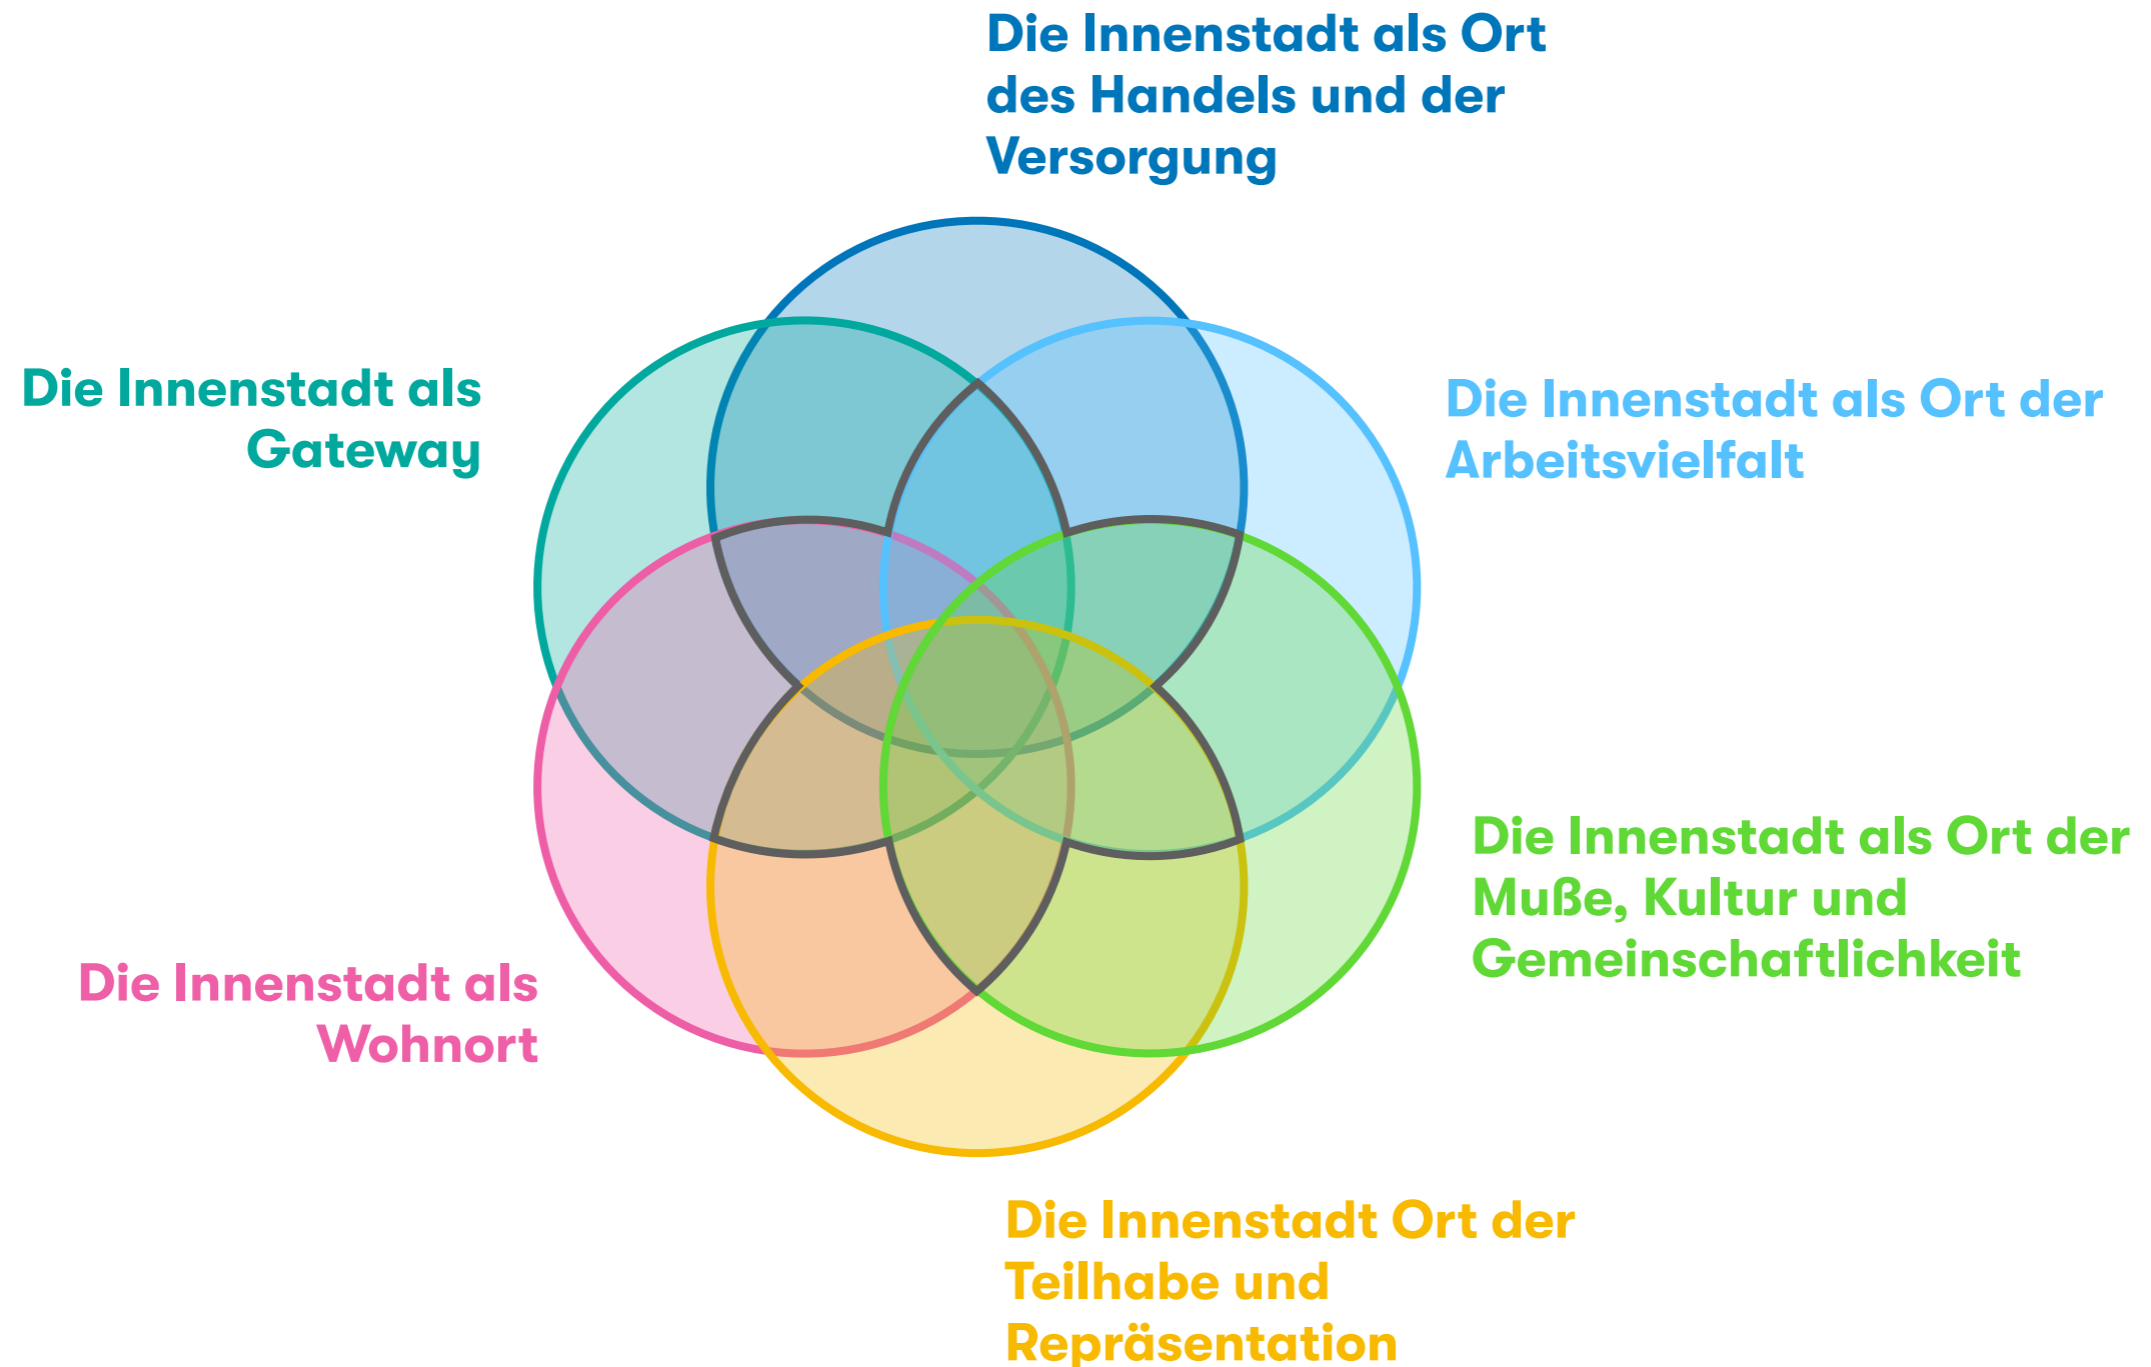 Die Innenstadt als Ort
des Handels und der
Versorgung
Die Innenstadt als
Gateway
Die Innenstadt als Ort der
Arbeitsvielfalt
Die Innenstadt als Ort der
Muße, Kultur und
Gemeinschaftlichkeit
Die Innenstadt als
Wohnort
Die Innenstadt Ort der
Teilhabe und
Repräsentation